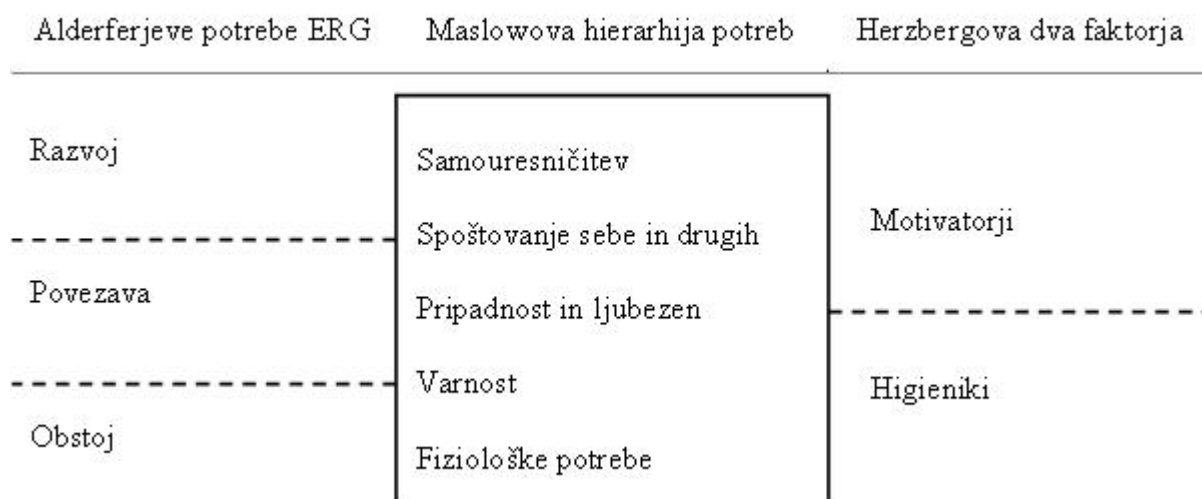 Alderferjeve potrebe ERG
Maslowova hierarhija potreb
Herzbergova dva faktorja
Razvoj
Povezava
Obstoj
Samouresničitev
Spoštovanje sebe in drugih
Pripadnost in ljubezen
Varnost
Fiziološke potrebe
Motivatorji
Higieniki